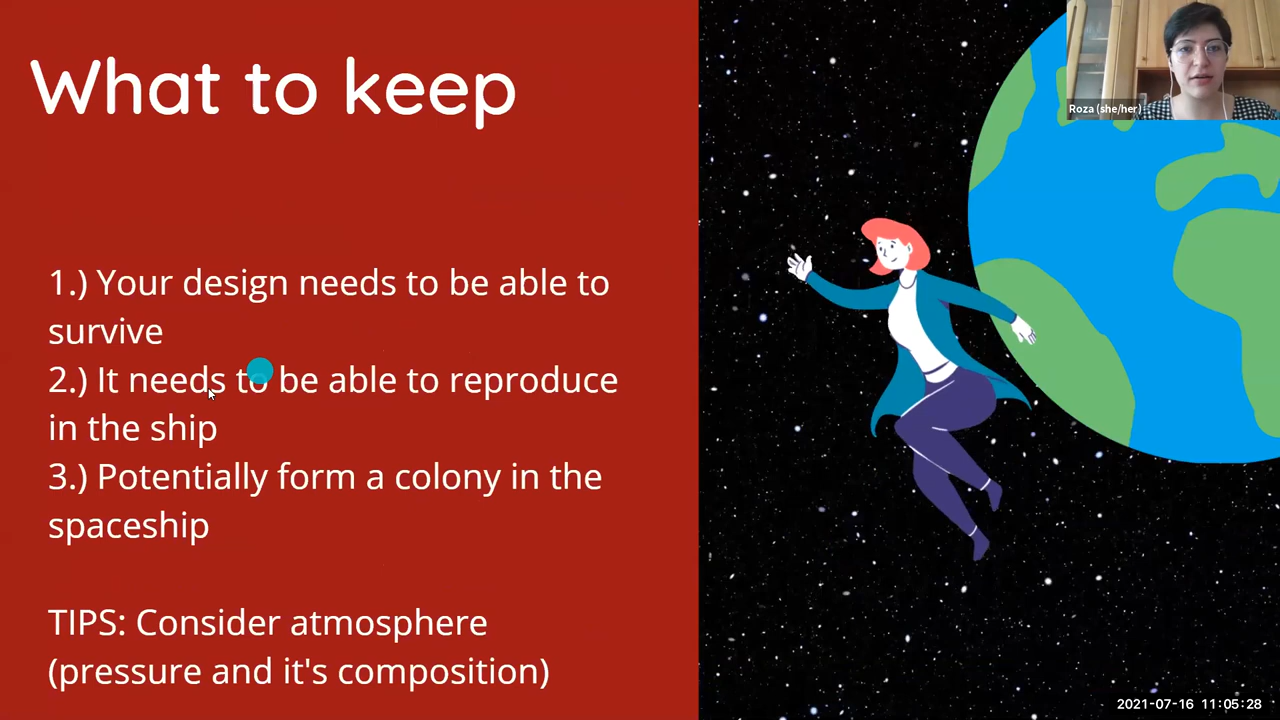 What to keep
Roza (she/her)
1.) Your design needs to be able to
survive
2.) It needs to be able to reproduce
in the ship
3.) Potentially form a colony in the
spaceship
TIPS: Consider atmosphere
(pressure and it's composition)
2021-07-16 11:05:28